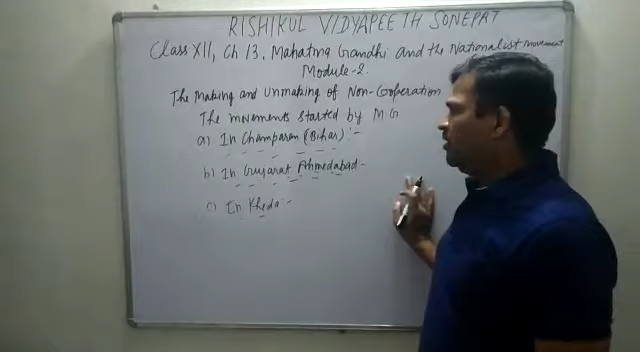 RISHIKUL VIDYAPEETH SONEPAT
Class XII, Ch 13. Mahatma Gandhi and the Nationalist Movement
Module-2.
The Making and Unmaking of Non-Cooperation
The movements started by MG
a) In Champaran (Bihar):-
b) In Gujarat Ahmedabad-
c) In Kheda:-